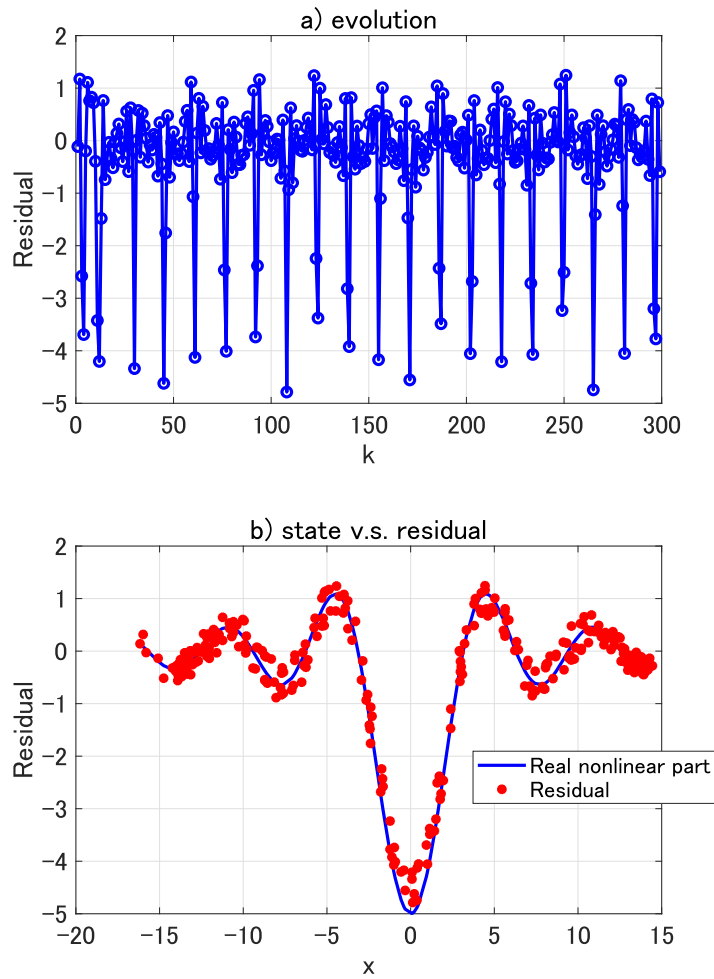 a) evolution
2
1
0
−1
−2
−3
−4
−5
Residual
0 50 100 150 200 250 300
k
b) state v.s. residual
2
1
0
−1
−2
−3
−4
−5
Residual
Real nonlinear part
Residual
−20 −15 −10 −5 0 5 10 15
x